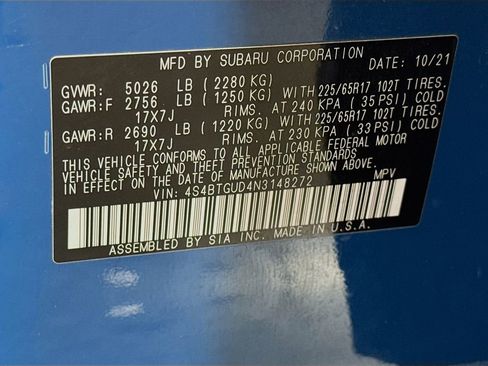 MFD BY SUBARU CORPORATION DATE: 10/21
GVWR: 5026 LB ( 2280 KG)
GAWR:F 2756 LB ( 1250 KG) WITH 225/65R17 102T TIRES.
17X7J RIMS. AT 240 KPA ( 35 PSI) COLD
GAWR:R 2690 LB ( 1220 KG) WITH 225/65R17 102T TIRES.
17X7J RIMS. AT 230 KPA ( 33 PSI) COLD
THIS VEHICLE CONFORMS TO ALL APPLICABLE FEDERAL MOTOR
VEHICLE SAFETY AND THEFT PREVENTION STANDARDS
IN EFFECT ON THE DATE OF MANUFACTURE SHOWN ABOVE.
VIN: 4S4BTGUD4N3148272 MPV
ASSEMBLED BY SIA INC. MADE IN U.S.A.